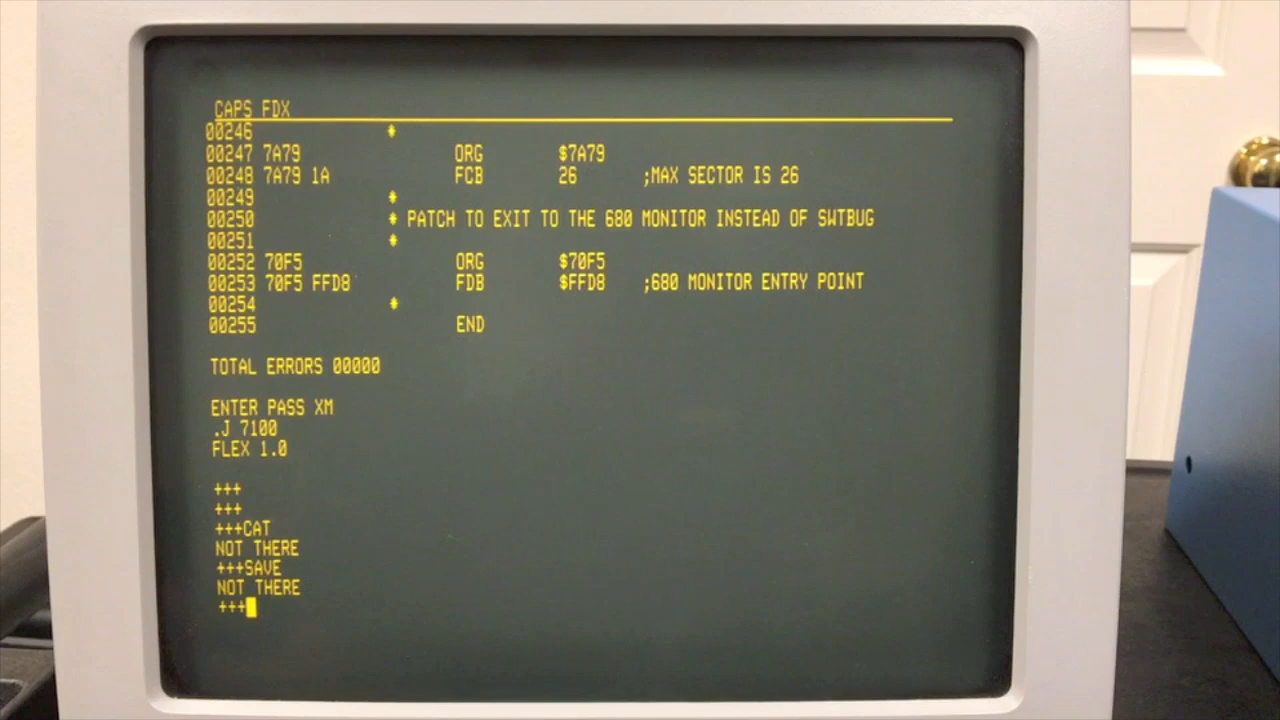 CAPS FDX
00246 *
00247 7A79 ORG $7A79
00248 7A79 1A FCB 26 ;MAX SECTOR IS 26
00249 *
00250 * PATCH TO EXIT TO THE 680 MONITOR INSTEAD OF SWTBUG
00251 *
00252 70F5 ORG $70F5
00253 70F5 FFD8 FDB $FFD8 ;680 MONITOR ENTRY POINT
00254 *
00255 END
TOTAL ERRORS 00000
ENTER PASS XM
.J 7100
FLEX 1.0
+++
+++
+++CAT
NOT THERE
+++SAVE
NOT THERE
+++